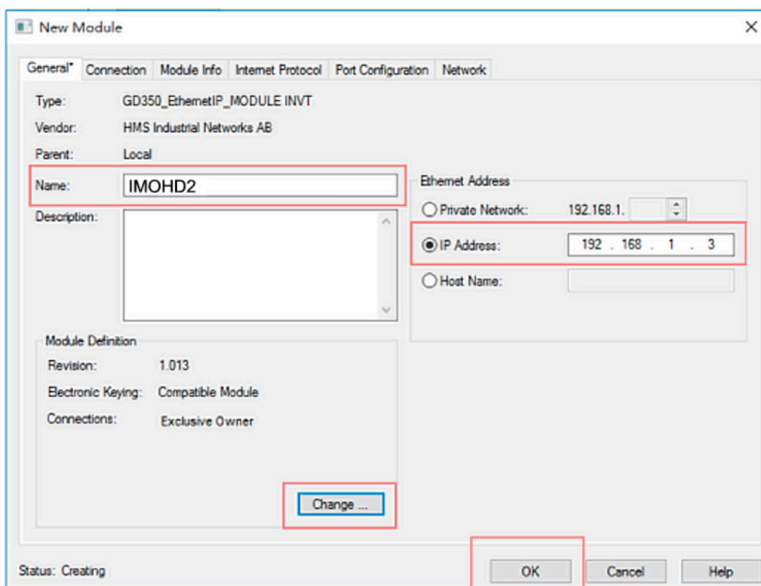 New Module
General* Connection Module Info Internet Protocol Port Configuration Network
Type: GD350_EthernetIP_MODULE INVT
Vendor: HMS Industrial Networks AB
Parent: Local
Name: IMOHD2
Description:
Ethernet Address
Private Network: 192.168.1.
IP Address: 192 . 168 . 1 . 3
Host Name:
Module Definition
Revision: 1.013
Electronic Keying: Compatible Module
Connections: Exclusive Owner
Change ...
Status: Creating
OK Cancel Help